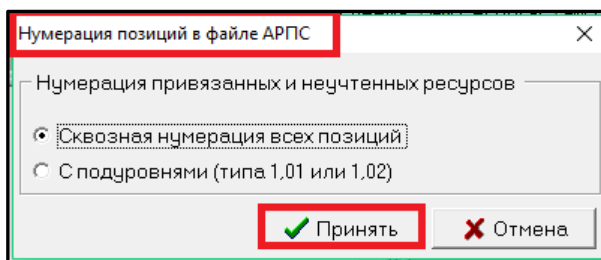 Нумерация позиций в файле АРПС
Нумерация привязанных и неучтенных ресурсов
Сквозная нумерация всех позиций
С подуровнями (типа 1,01 или 1,02)
Принять
Отмена